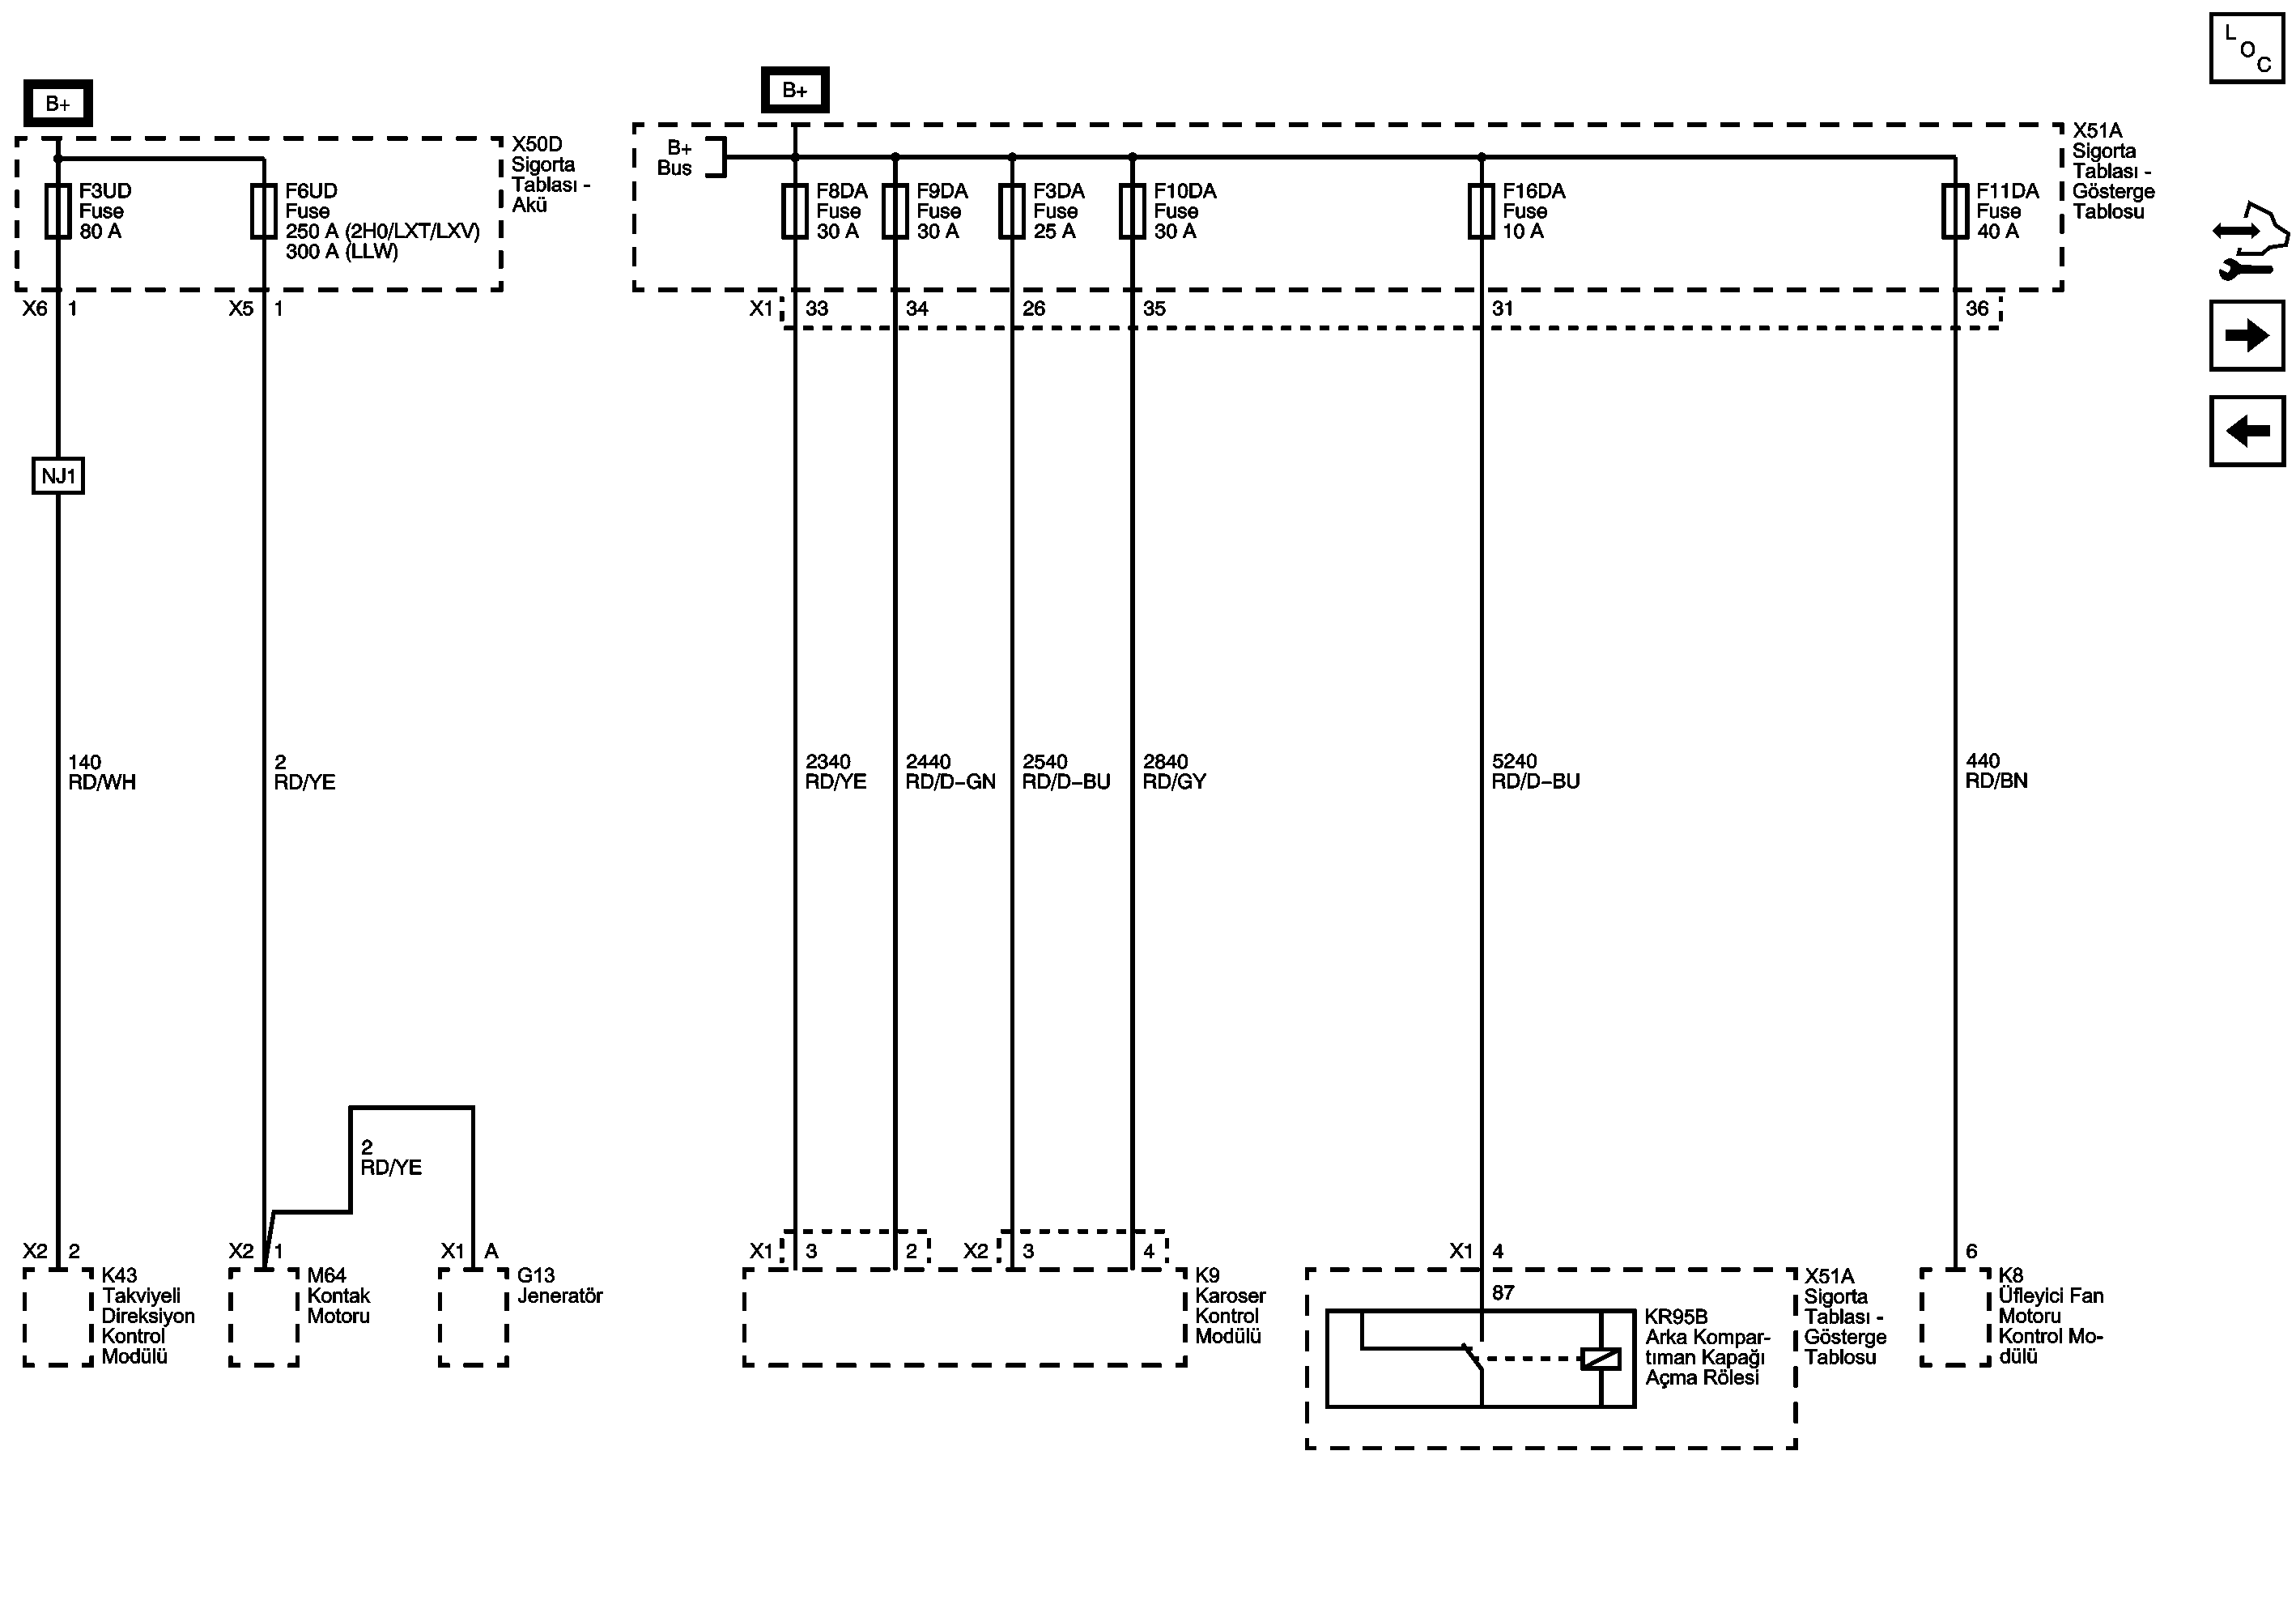 L
O
C
B+
B+
X50D
Sigorta
Tablası -
Akü
F3UD
Fuse
80 A
F6UD
Fuse
250 A (2H0/LXT/LXV)
300 A (LLW)
B+
Bus
F8DA
Fuse
30 A
F9DA
Fuse
30 A
F3DA
Fuse
25 A
F10DA
Fuse
30 A
F16DA
Fuse
10 A
F11DA
Fuse
40 A
X51A
Sigorta
Tablası -
Gösterge
Tablosu
X6 1
X5 1
X1 33 34 26 35 31 36
NJ1
140
RD/WH
2
RD/YE
2340
RD/YE
2440
RD/D–GN
2540
RD/D–BU
2840
RD/GY
5240
RD/D–BU
440
RD/BN
2
RD/YE
X2 2
X2 1
X1 A
X1 3 2
X2 3 4
X1 4
6
K43
Takviyeli
Direksiyon
Kontrol
Modülü
M64
Kontak
Motoru
G13
Jeneratör
K9
Karoser
Kontrol
Modülü
87
KR95B
Arka Kompar-
tıman Kapağı
Açma Rölesi
X51A
Sigorta
Tablası -
Gösterge
Tablosu
K8
Üfleyici Fan
Motoru
Kontrol Mo-
dülü